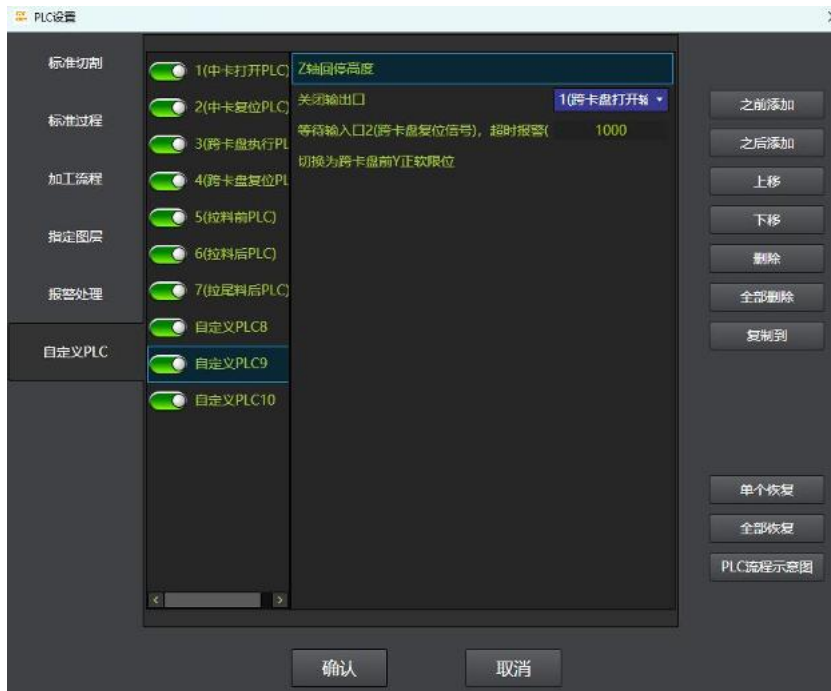 PLC设置
标准切割
标准过程
加工流程
指定图层
报警处理
自定义PLC
1(中卡打开PLC)
2(中卡复位PLC)
3(跨卡盘执行PL
4(跨卡盘复位PL
5(拉料前PLC)
6(拉料后PLC)
7(拉尾料后PLC)
自定义PLC8
自定义PLC9
自定义PLC10
Z轴回停高度
关闭输出口 1(跨卡盘打开输
等待输入口2(跨卡盘复位信号)，超时报警( 1000
切换为跨卡盘前Y正软限位
之前添加
之后添加
上移
下移
删除
全部删除
复制到
单个恢复
全部恢复
PLC流程示意图
确认
取消